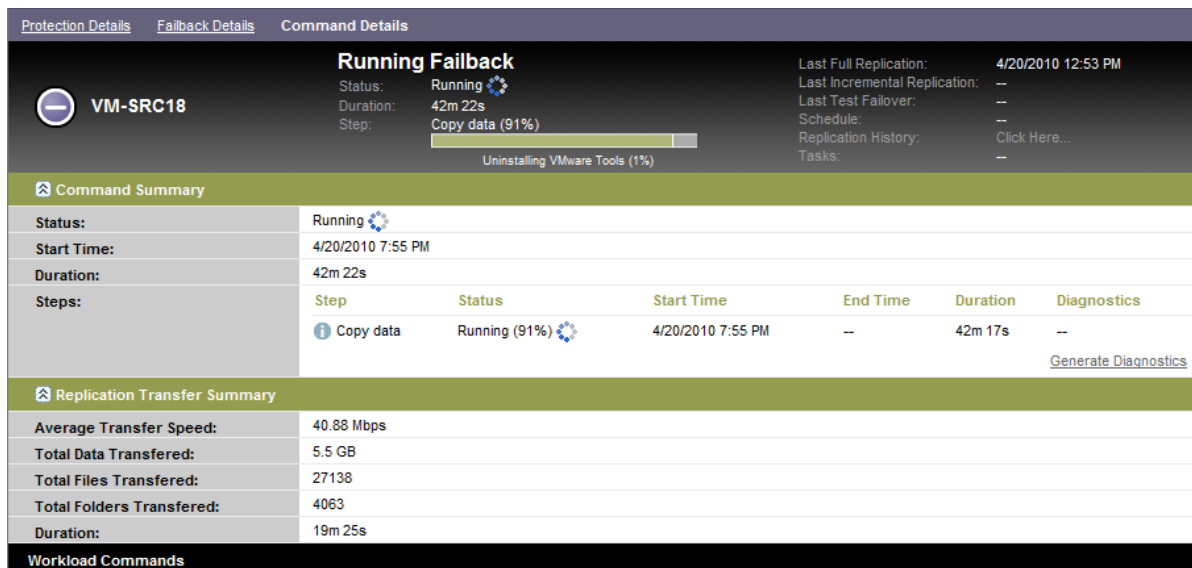 Protection Details Failback Details Command Details
Running Failback
VM-SRC18
Status: Running
Duration: 42m 22s
Step: Copy data (91%)
Uninstalling VMware Tools (1%)
Last Full Replication: 4/20/2010 12:53 PM
Last Incremental Replication: --
Last Test Failover: --
Schedule: --
Replication History: Click Here...
Tasks: --
Command Summary
Status: Running
Start Time: 4/20/2010 7:55 PM
Duration: 42m 22s
Steps: Step Status Start Time End Time Duration Diagnostics
Copy data Running (91%) 4/20/2010 7:55 PM -- 42m 17s --
Generate Diagnostics
Replication Transfer Summary
Average Transfer Speed: 40.88 Mbps
Total Data Transfered: 5.5 GB
Total Files Transfered: 27138
Total Folders Transfered: 4063
Duration: 19m 25s
Workload Commands